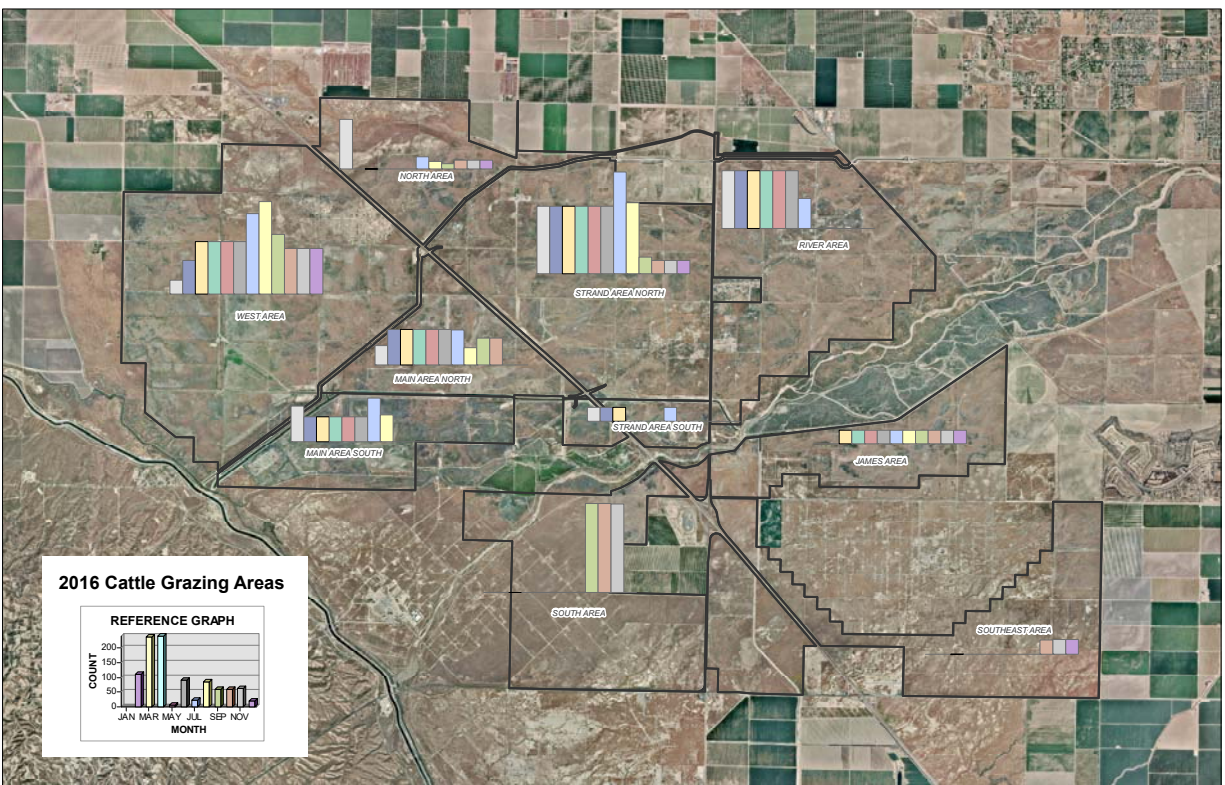 NORTH AREA
RIVER AREA
STRAND AREA NORTH
WEST AREA
MAIN AREA NORTH
STRAND AREA SOUTH
MAIN AREA SOUTH
JAMES AREA
SOUTH AREA
SOUTHEAST AREA
2016 Cattle Grazing Areas
REFERENCE GRAPH
COUNT
200
150
100
50
0
JAN MAR MAY JUL SEP NOV
MONTH